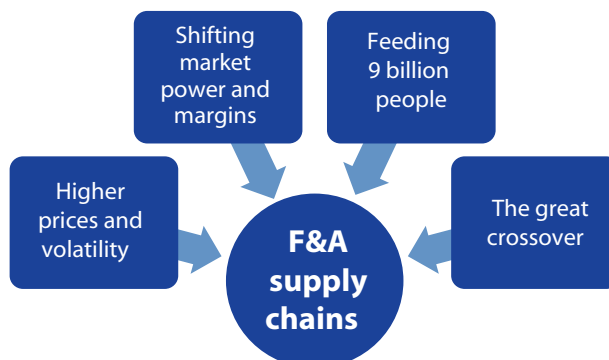 Shifting
market
power and
margins
Feeding
9 billion
people
Higher
prices and
volatility
The great
crossover
F&A
supply
chains